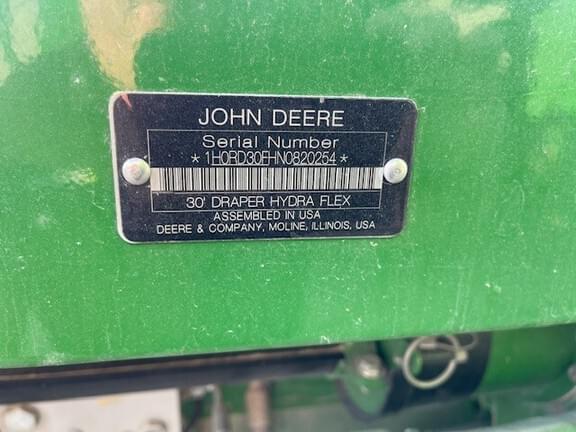 JOHN DEERE
Serial Number
*1H0RD30FHN0820254*
30' DRAPER HYDRA FLEX
ASSEMBLED IN USA
DEERE & COMPANY, MOLINE, ILLINOIS, USA